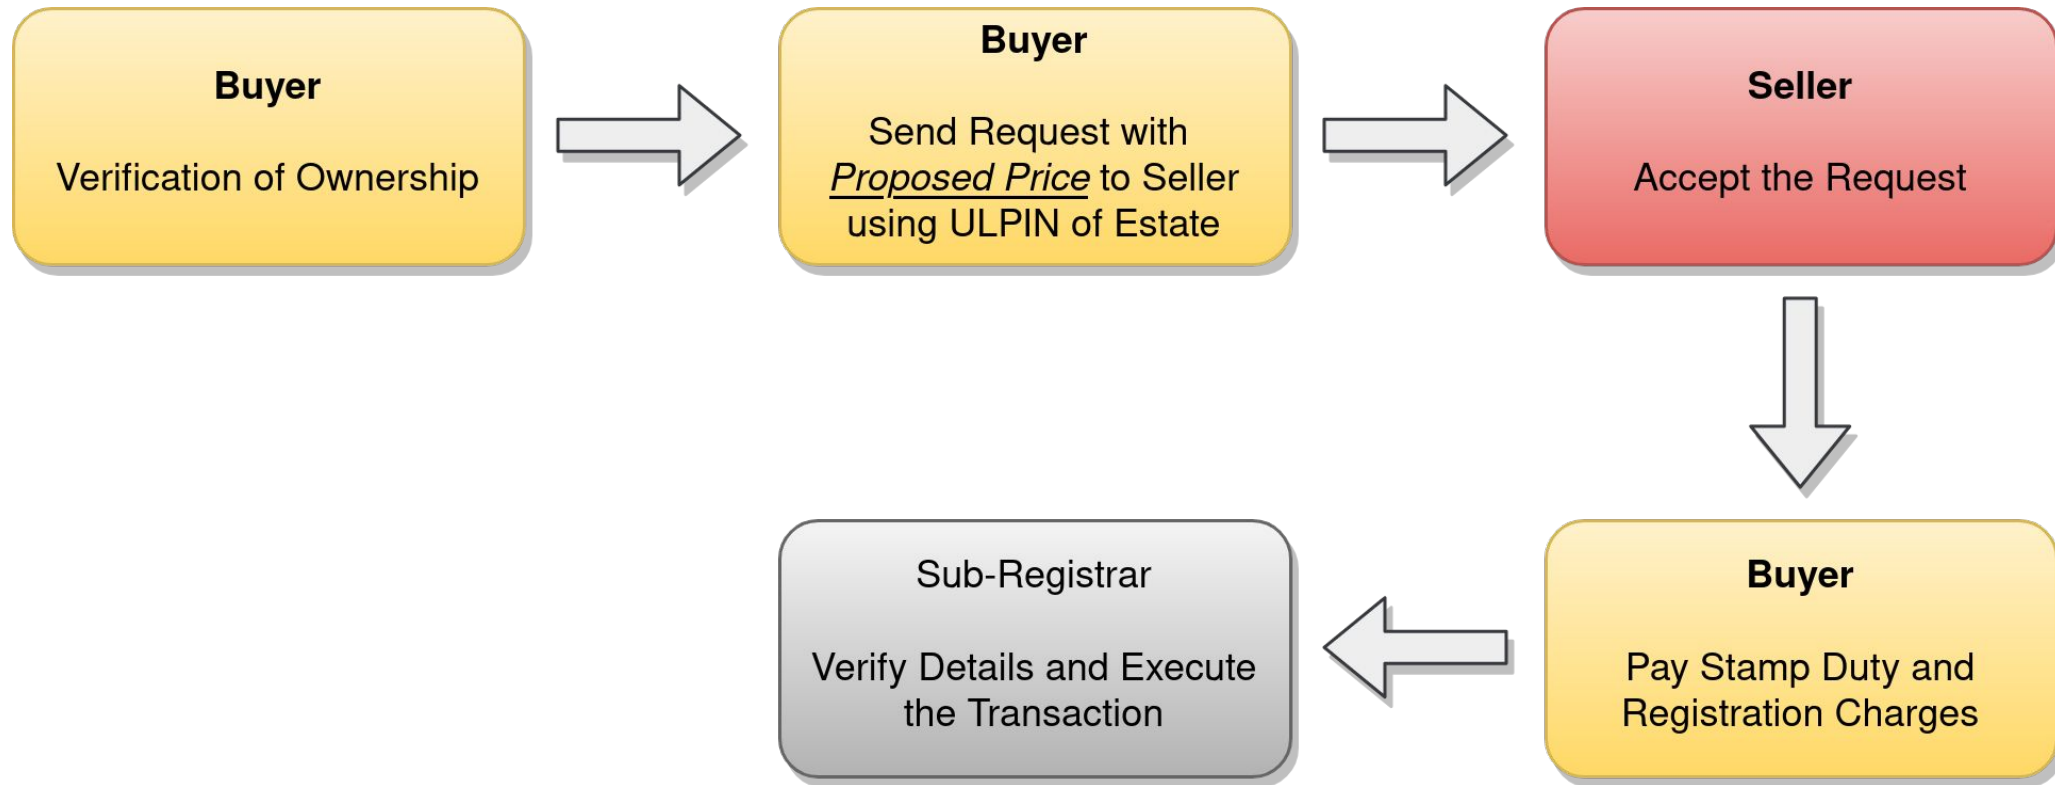 Buyer
Verification of Ownership
Buyer
Send Request with
Proposed Price to Seller
using ULPIN of Estate
Seller
Accept the Request
Buyer
Pay Stamp Duty and
Registration Charges
Sub-Registrar
Verify Details and Execute
the Transaction